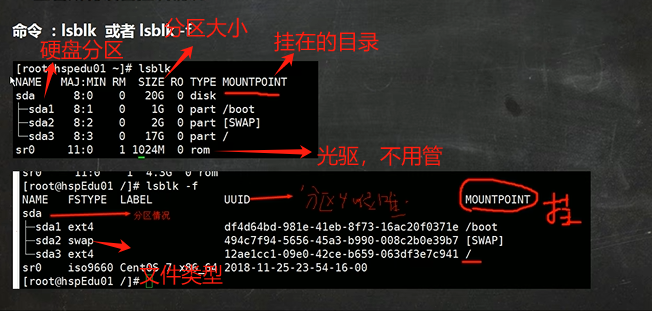 命令 ：lsblk 或者 lsblk -f
分区大小
硬盘分区
挂在的目录
[root@hspedu01 ~]# lsblk
NAME MAJ:MIN RM SIZE RO TYPE MOUNTPOINT
sda 8:0 0 20G 0 disk
├─sda1 8:1 0 1G 0 part /boot
├─sda2 8:2 0 2G 0 part [SWAP]
└─sda3 8:3 0 17G 0 part /
sr0 11:0 1 1024M 0 rom
光驱，不用管
sr0 11:0 1 4.3G 0 rom
[root@hspEdu01 /]# lsblk -f
NAME FSTYPE LABEL UUID MOUNTPOINT
挂
sda
分区情况
├─sda1 ext4 df4d64bd-981e-41eb-8f73-16ac20f0371e /boot
├─sda2 swap 494c7f94-5656-45a3-b990-008c2b0e39b7 [SWAP]
└─sda3 ext4 12ae1cc1-09e0-42ce-b659-063df3e7c941 /
sr0 iso9660 CentOS 7 x86_64 2018-11-25-23-54-16-00
[root@hspEdu01 /]#
文件类型